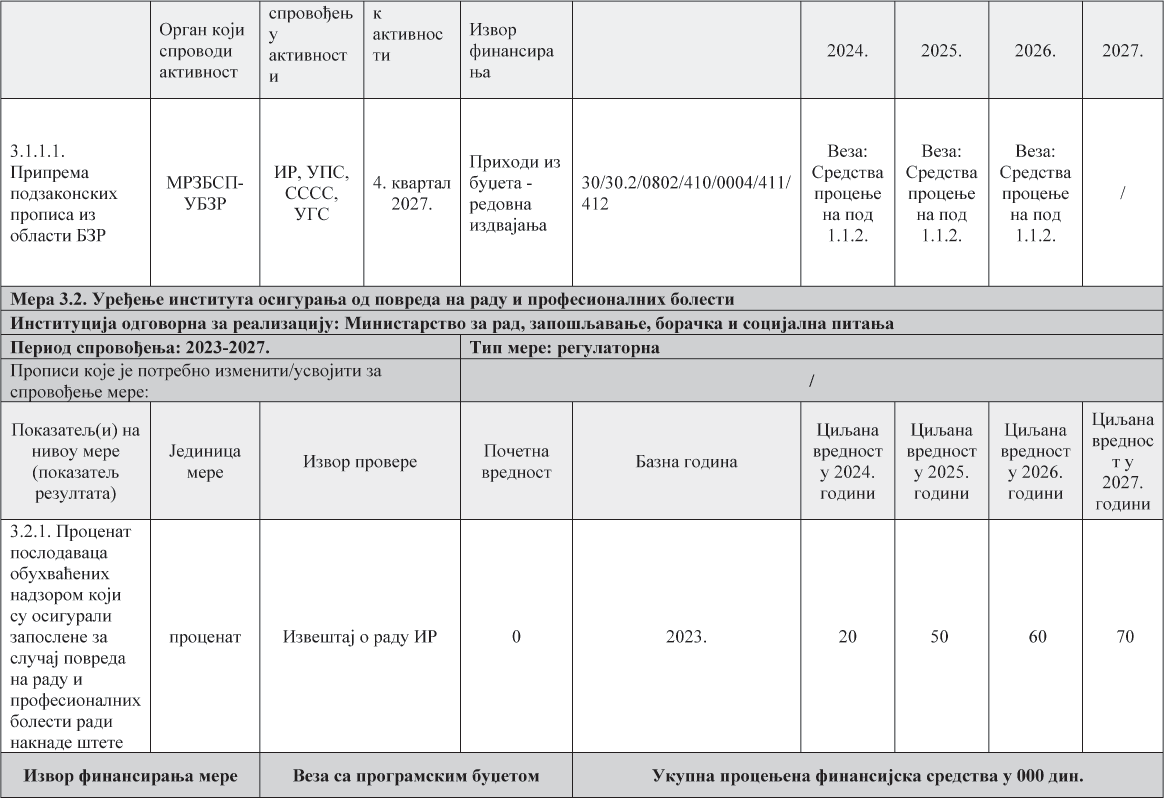 Орган који
спроводи
активност
спровођењ
у
активност
и
к
активнос
ти
Извор
финансира
ња
2024.
2025.
2026.
2027.
3.1.1.1.
Припрема
подзаконских
прописа из
области БЗР
МРЗБСП-
УБЗР
ИР, УПС,
СССС,
УГС
4. квартал
2027.
Приходи из
буџета -
редовна
издвајања
30/30.2/0802/410/0004/411/
412
Веза:
Средства
процење
на под
1.1.2.
Веза:
Средства
процење
на под
1.1.2.
Веза:
Средства
процење
на под
1.1.2.
/
Мера 3.2. Уређење института осигурања од повреда на раду и професионалних болести
Институција одговорна за реализацију: Министарство за рад, запошљавање, борачка и социјална питања
Период спровођења: 2023-2027.
Тип мере: регулаторна
Прописи које је потребно изменити/усвојити за
спровођење мере:
/
Показатељ(и) на
нивоу мере
(показатељ
резултата)
Јединица
мере
Извор провере
Почетна
вредност
Базна година
Циљана
вредност
у 2024.
години
Циљана
вредност
у 2025.
години
Циљана
вредност
у 2026.
години
Циљана
вреднос
т у
2027.
години
3.2.1. Проценат
послодаваца
обухваћених
надзором који
су осигурали
запослене за
случај повреда
на раду и
професионалних
болести ради
накнаде штете
проценат
Извештај о раду ИР
0
2023.
20
50
60
70
Извор финансирања мере
Веза са програмским буџетом
Укупна процењена финансијска средства у 000 дин.